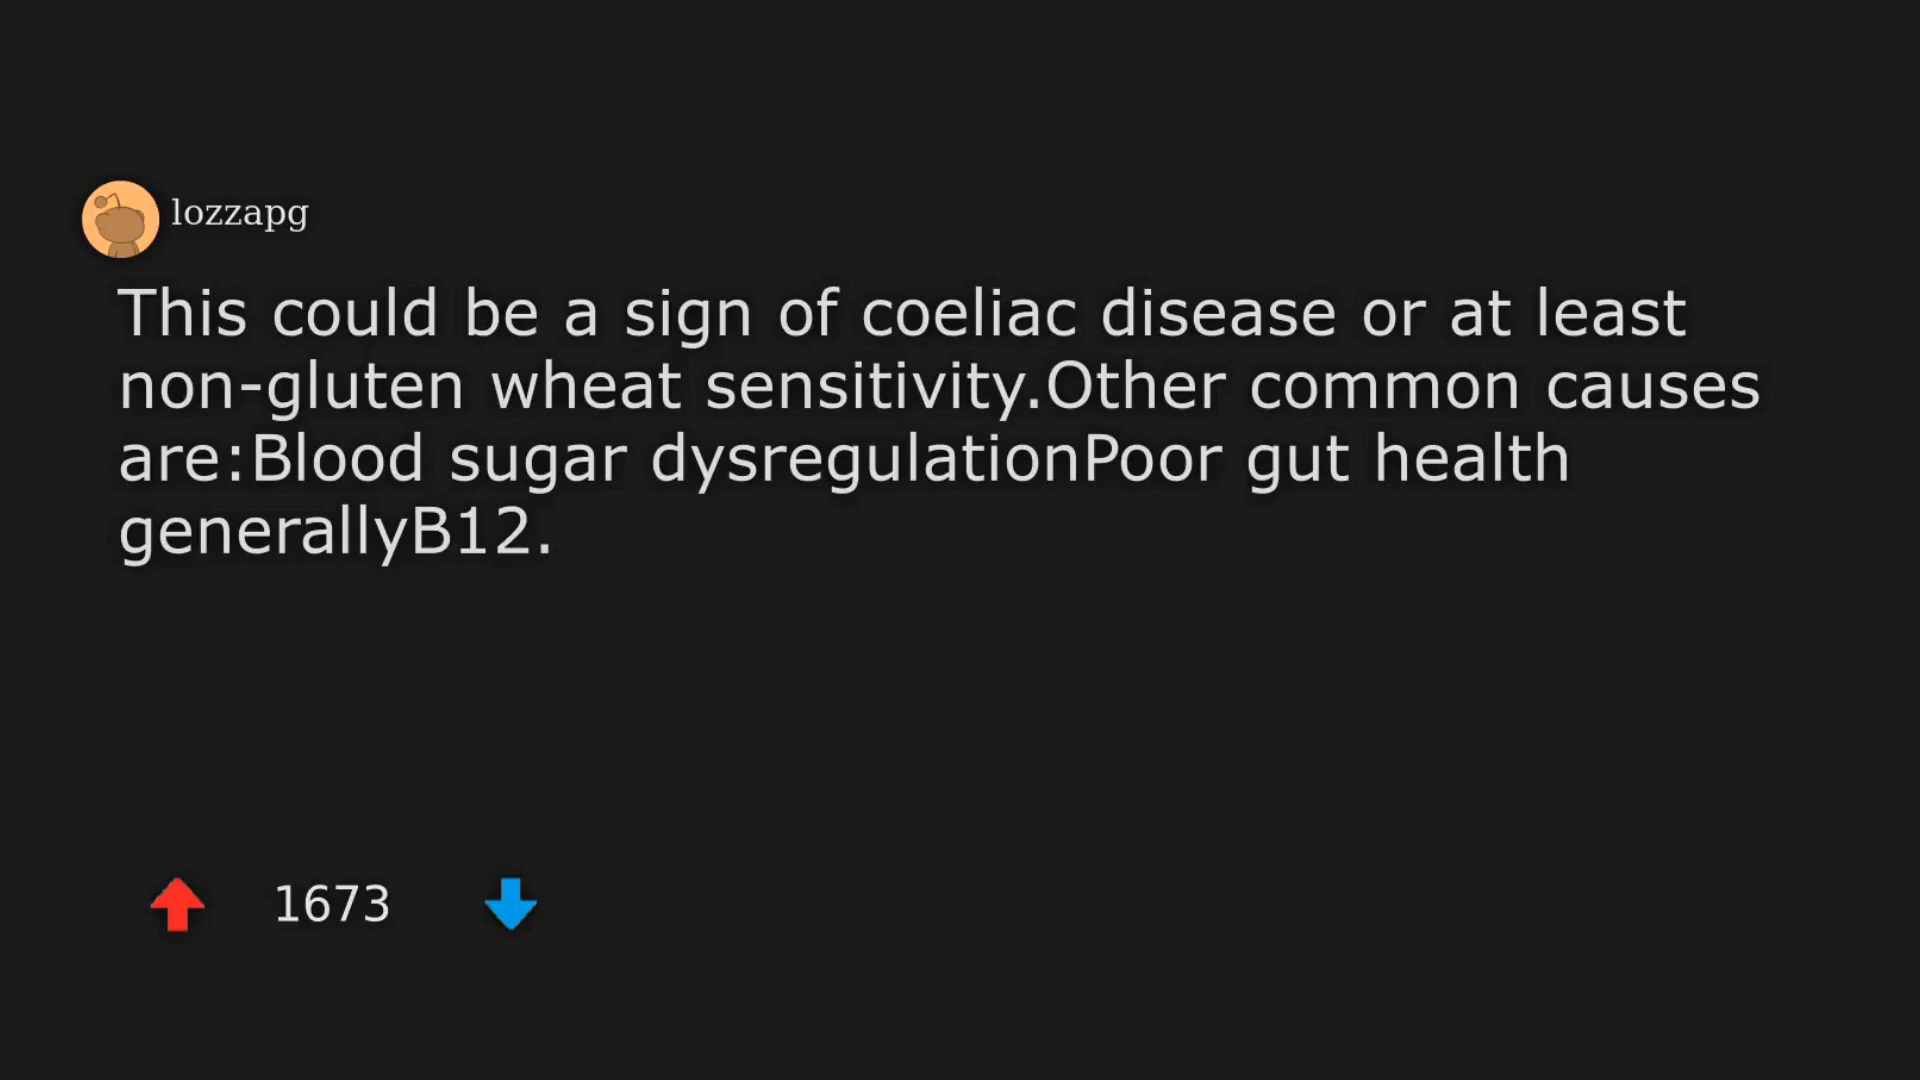 lozzapg
This could be a sign of coeliac disease or at least
non-gluten wheat sensitivity.Other common causes
are:Blood sugar dysregulationPoor gut health
generallyB12.
1673